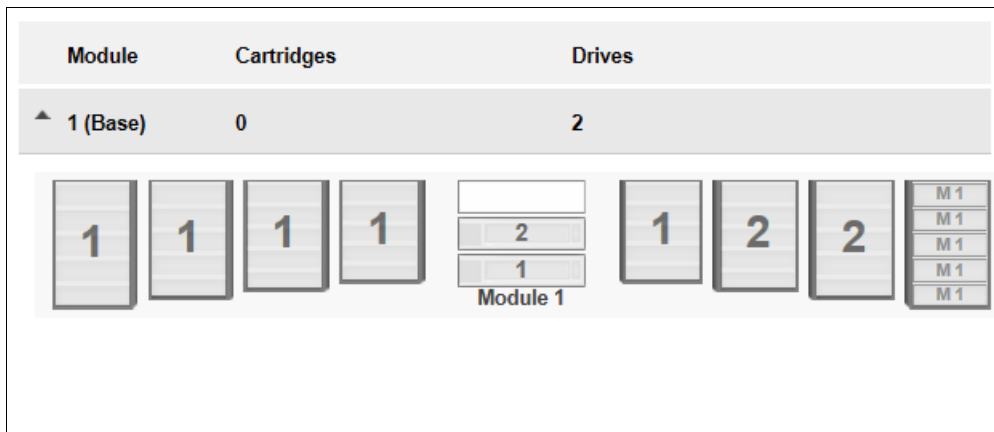 Module Cartridges Drives
1 (Base) 0 2
1 1 1 1 2 1 2 2 M 1
M 1
M 1
1 M 1
Module 1 M 1